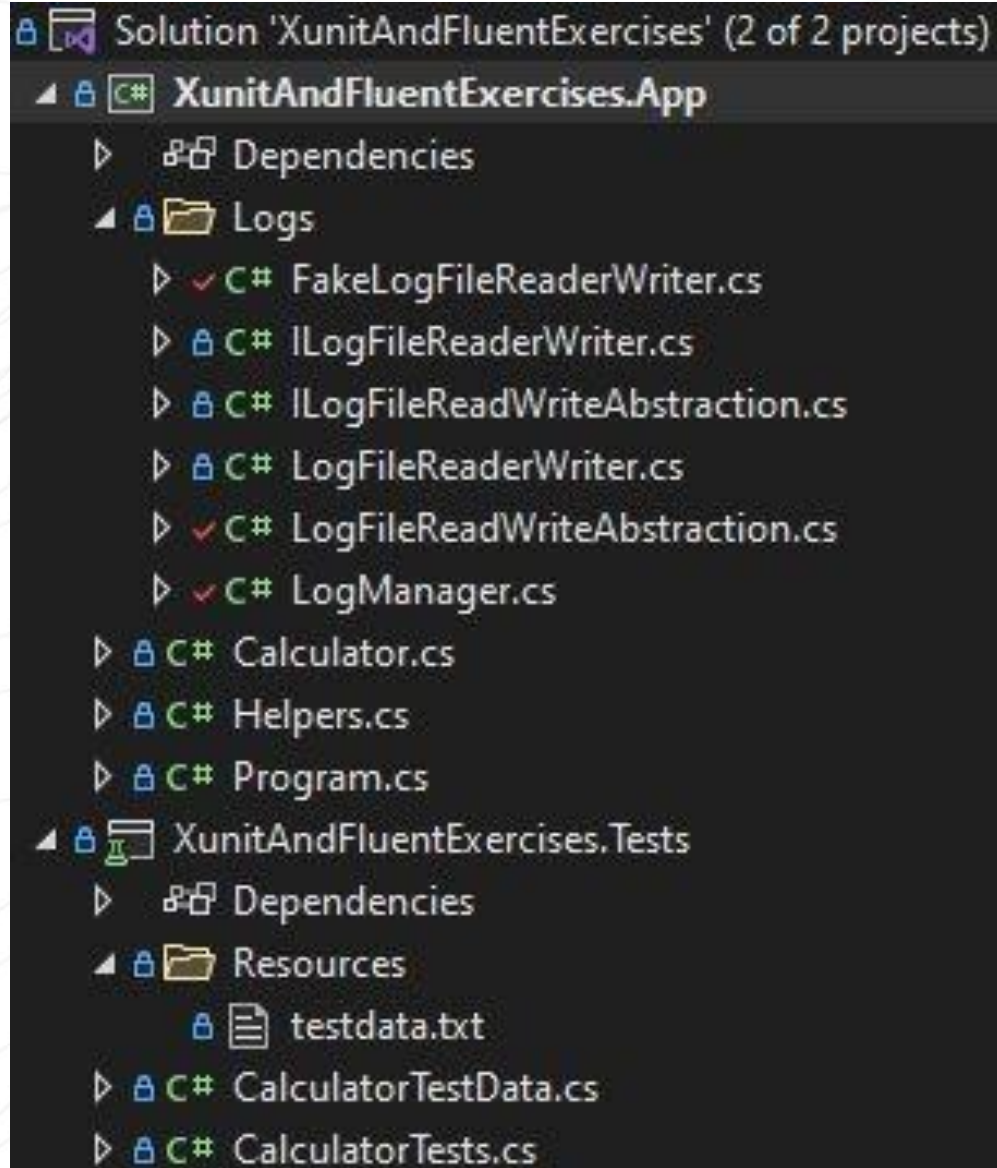 Solution 'XunitAndFluentExercises' (2 of 2 projects)
C# XunitAndFluentExercises.App
Dependencies
Logs
C# FakeLogFileReaderWriter.cs
C# ILogFileReaderWriter.cs
C# ILogFileReadWriteAbstraction.cs
C# LogFileReaderWriter.cs
C# LogFileReadWriteAbstraction.cs
C# LogManager.cs
C# Calculator.cs
C# Helpers.cs
C# Program.cs
XunitAndFluentExercises.Tests
Dependencies
Resources
testdata.txt
C# CalculatorTestData.cs
C# CalculatorTests.cs